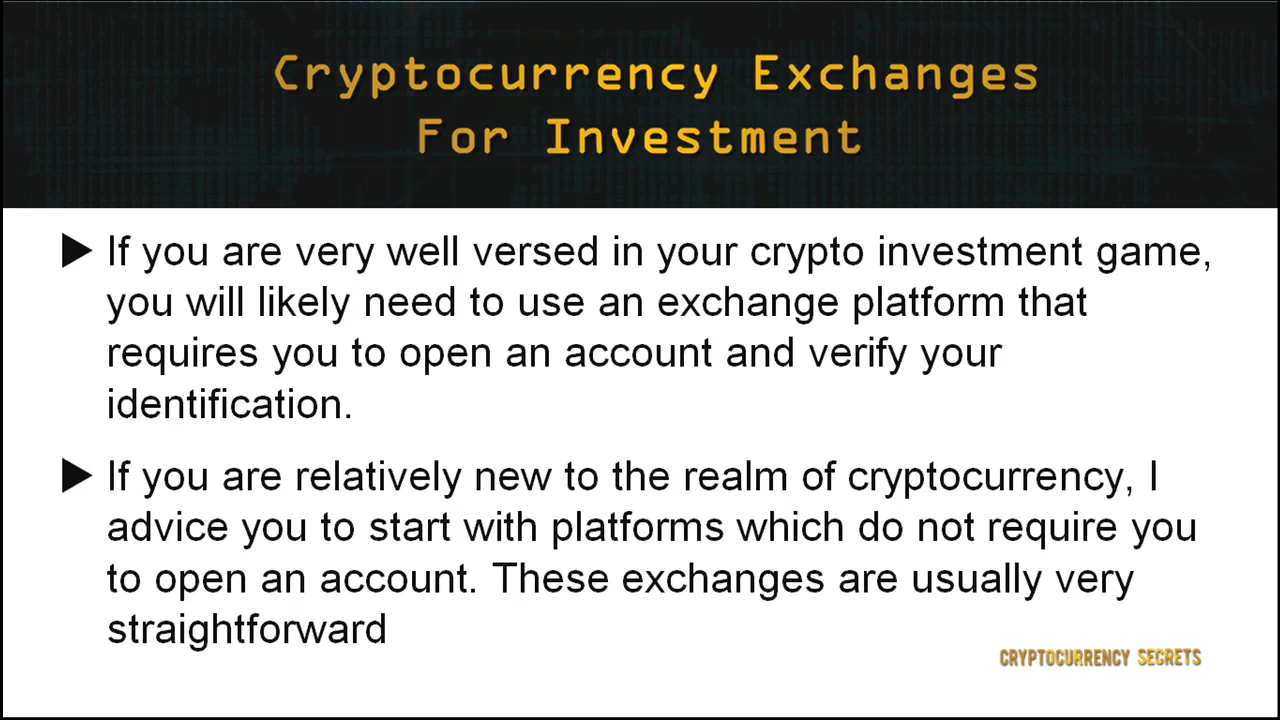 Cryptocurrency Exchanges
For Investment
If you are very well versed in your crypto investment game,
you will likely need to use an exchange platform that
requires you to open an account and verify your
identification.
If you are relatively new to the realm of cryptocurrency, I
advice you to start with platforms which do not require you
to open an account. These exchanges are usually very
straightforward
CRYPTOCURRENCY SECRETS